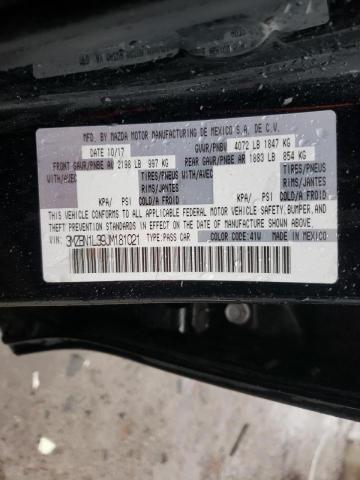 MFD. BY MAZDA MOTOR MANUFACTURING DE MEXICO S.A. DE C.V.
DATE 10/17 GVWR/PNBV 4072 LB 1847 KG
FRONT GAWR/PNBE AV 2198 LB 997 KG REAR GAWR/PNBE AR 1883 LB 854 KG
WITH/AVEC TIRES/PNEUS WITH/AVEC TIRES/PNEUS
RIMS/JANTES RIMS/JANTES
KPA/ PSI COLD/A FROID KPA/ PSI COLD/A FROID
THIS VEHICLE CONFORMS TO ALL APPLICABLE FEDERAL MOTOR VEHICLE SAFETY, BUMPER, AND
THEFT PREVENTION STANDARDS IN EFFECT ON THE DATE OF MANUFACTURE SHOWN ABOVE.
VIN: 3MZBN1L39JM181021 TYPE: PASS CAR COLOR CODE: 41W MADE IN MEXICO